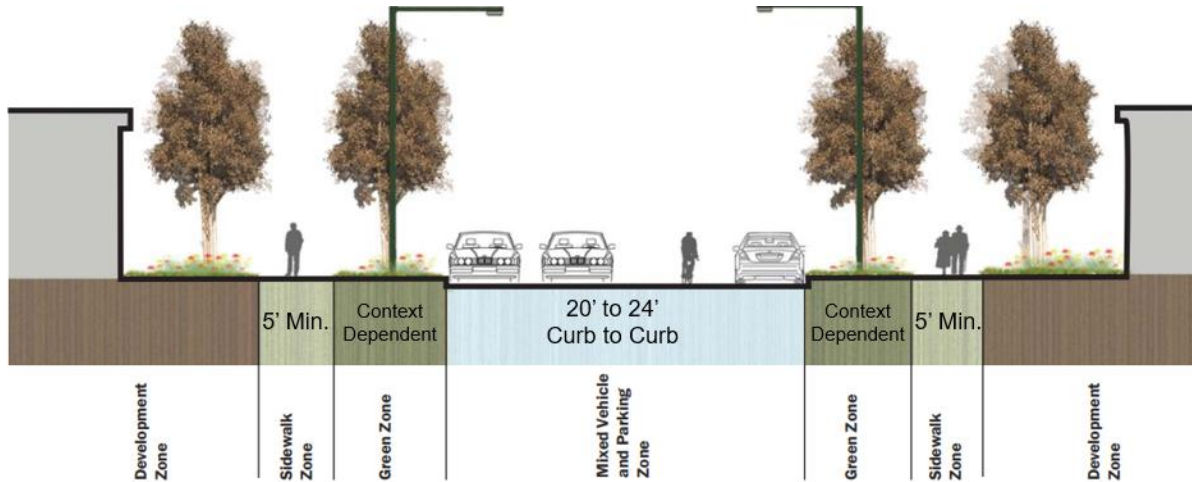 5’ Min.
Context
Dependent
20’ to 24’
Curb to Curb
Context
Dependent
5’ Min.
Development
Zone
Sidewalk
Zone
Green Zone
Mixed Vehicle
and Parking
Zone
Green Zone
Sidewalk
Zone
Development
Zone